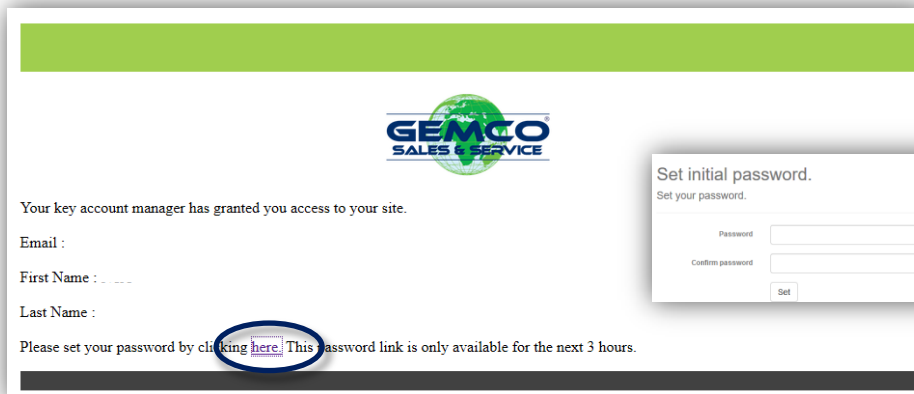 GEMCO®
SALES & SERVICE
Your key account manager has granted you access to your site.
Email :
First Name :
Last Name :
Please set your password by clicking here. This password link is only available for the next 3 hours.
Set initial password.
Set your password.
Password
Confirm password
Set